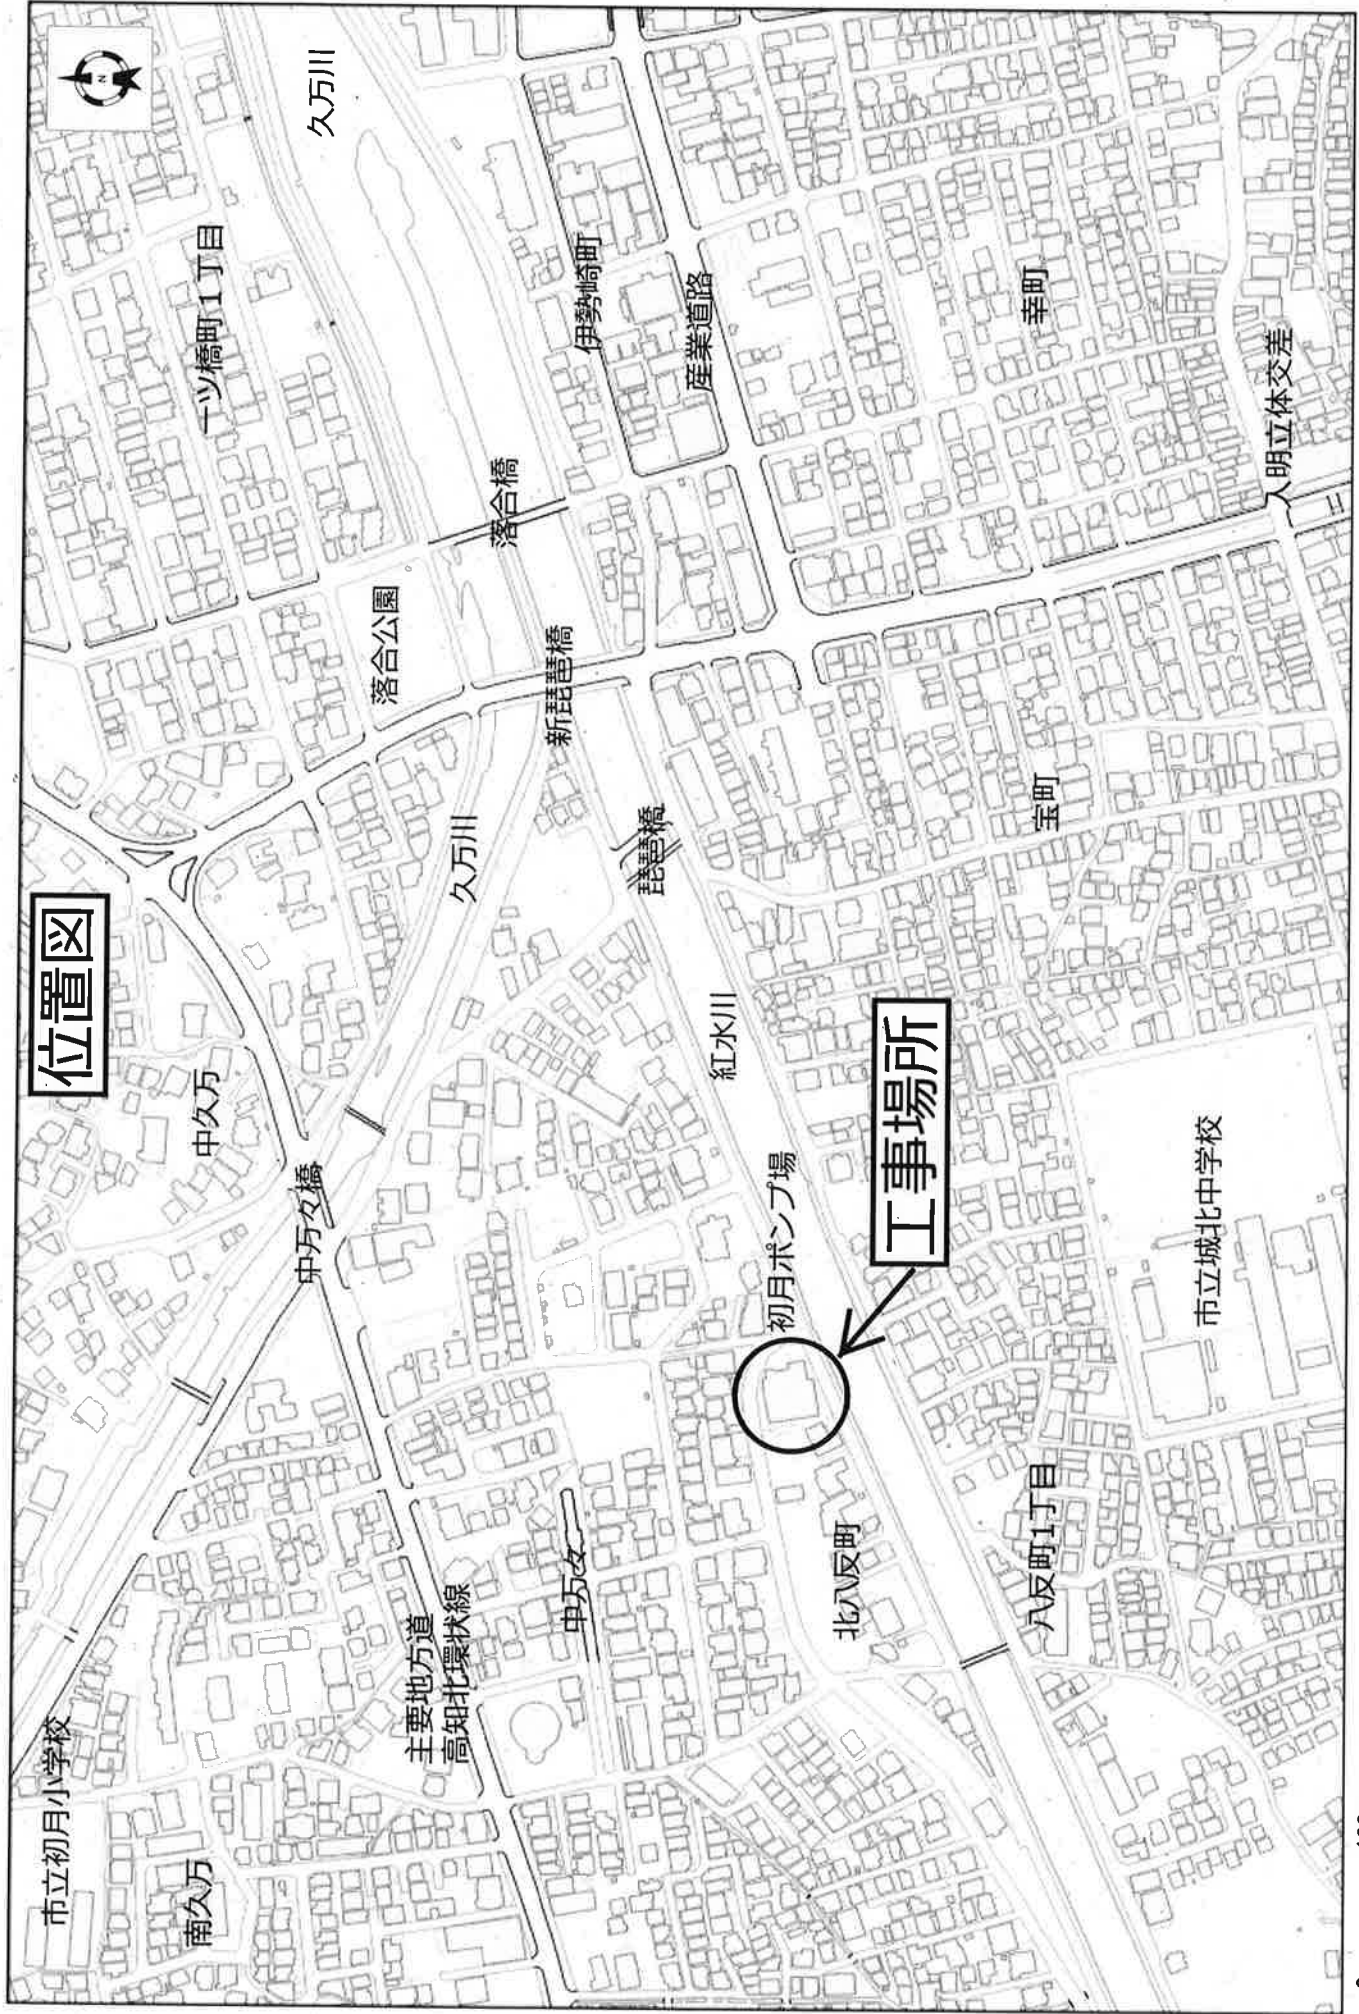 位置図
N
市立初月小学校
南久万
中久万
中万々橋
一ツ橋町1丁目
久万川
落合公園
久万川
主要地方道
高知北環状線
落合橋
新琵琶橋
伊勢崎町
中万々
琵琶橋
産業道路
紅水川
初月ポンプ場
北八反町
工事場所
宝町
幸町
八反町1丁目
市立城北中学校
入明立体交差